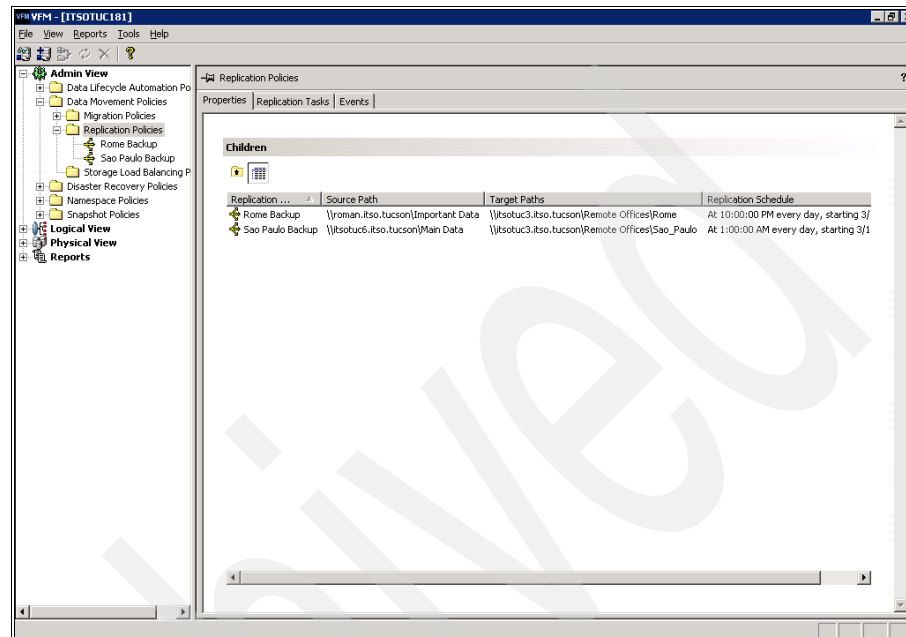 VFM VFM - [ITSOTUC181]
File View Reports Tools Help
Admin View
Data Lifecycle Automation Po
Data Movement Policies
Migration Policies
Replication Policies
Rome Backup
Sao Paulo Backup
Storage Load Balancing P
Disaster Recovery Policies
Namespace Policies
Snapshot Policies
Logical View
Physical View
Reports
Replication Policies ?
Properties Replication Tasks Events
Children
Replication ... Source Path Target Paths Replication Schedule
Rome Backup \\roman.itso.tucson\Important Data \\itsotuc3.itso.tucson\Remote Offices\Rome At 10:00:00 PM every day, starting 3/
Sao Paulo Backup \\itsotuc6.itso.tucson\Main Data \\itsotuc3.itso.tucson\Remote Offices\Sao_Paulo At 1:00:00 AM every day, starting 3/1
hived